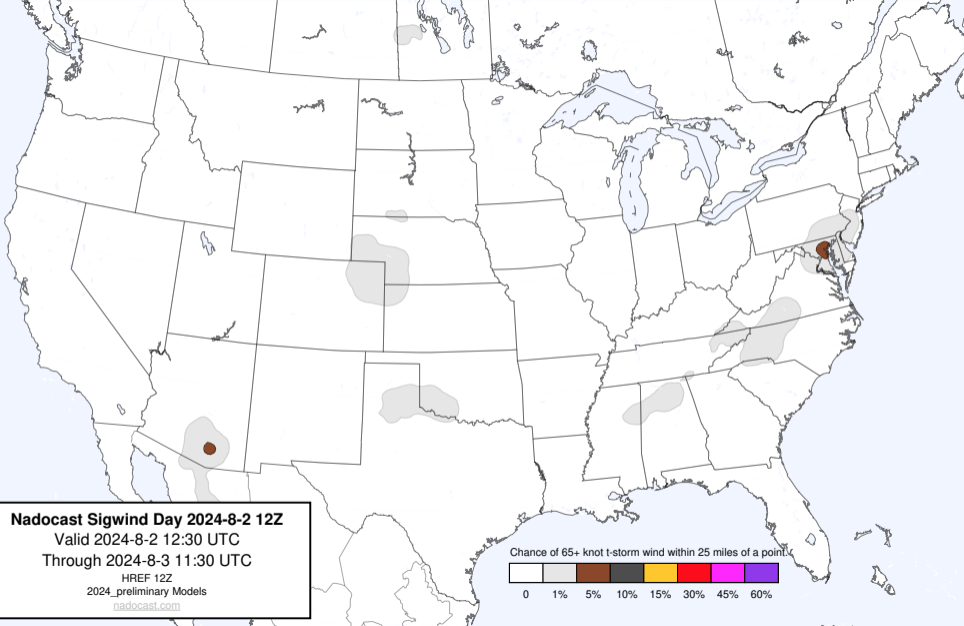 Nadocast Sigwind Day 2024-8-2 12Z
Valid 2024-8-2 12:30 UTC
Through 2024-8-3 11:30 UTC
HREF 12Z
2024_preliminary Models
nadocast.com
Chance of 65+ knot t-storm wind within 25 miles of a point.
0 1% 5% 10% 15% 30% 45% 60%